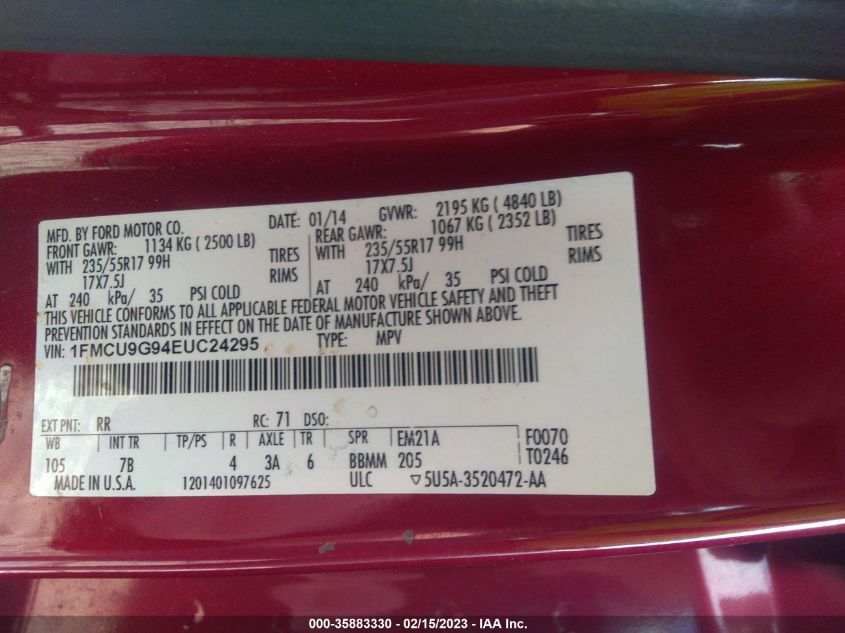 MFD. BY FORD MOTOR CO. DATE: 01/14 GVWR: 2195 KG ( 4840 LB)
FRONT GAWR: 1134 KG ( 2500 LB) REAR GAWR: 1067 KG ( 2352 LB)
WITH 235/55R17 99H TIRES WITH 235/55R17 99H TIRES
17X7.5J RIMS 17X7.5J RIMS
AT 240 kPa/ 35 PSI COLD AT 240 kPa/ 35 PSI COLD
THIS VEHICLE CONFORMS TO ALL APPLICABLE FEDERAL MOTOR VEHICLE SAFETY AND THEFT
PREVENTION STANDARDS IN EFFECT ON THE DATE OF MANUFACTURE SHOWN ABOVE.
VIN: 1FMCU9G94EUC24295 TYPE: MPV
EXT PNT: RR RC: 71 DSO:
WB INT TR TP/PS R AXLE TR SPR EM21A F0070
105 7B 4 3A 6 BBMM 205 T0246
MADE IN U.S.A. 1201401097625 ULC ▽5U5A-3520472-AA
000-35883330 - 02/15/2023 - IAA Inc.